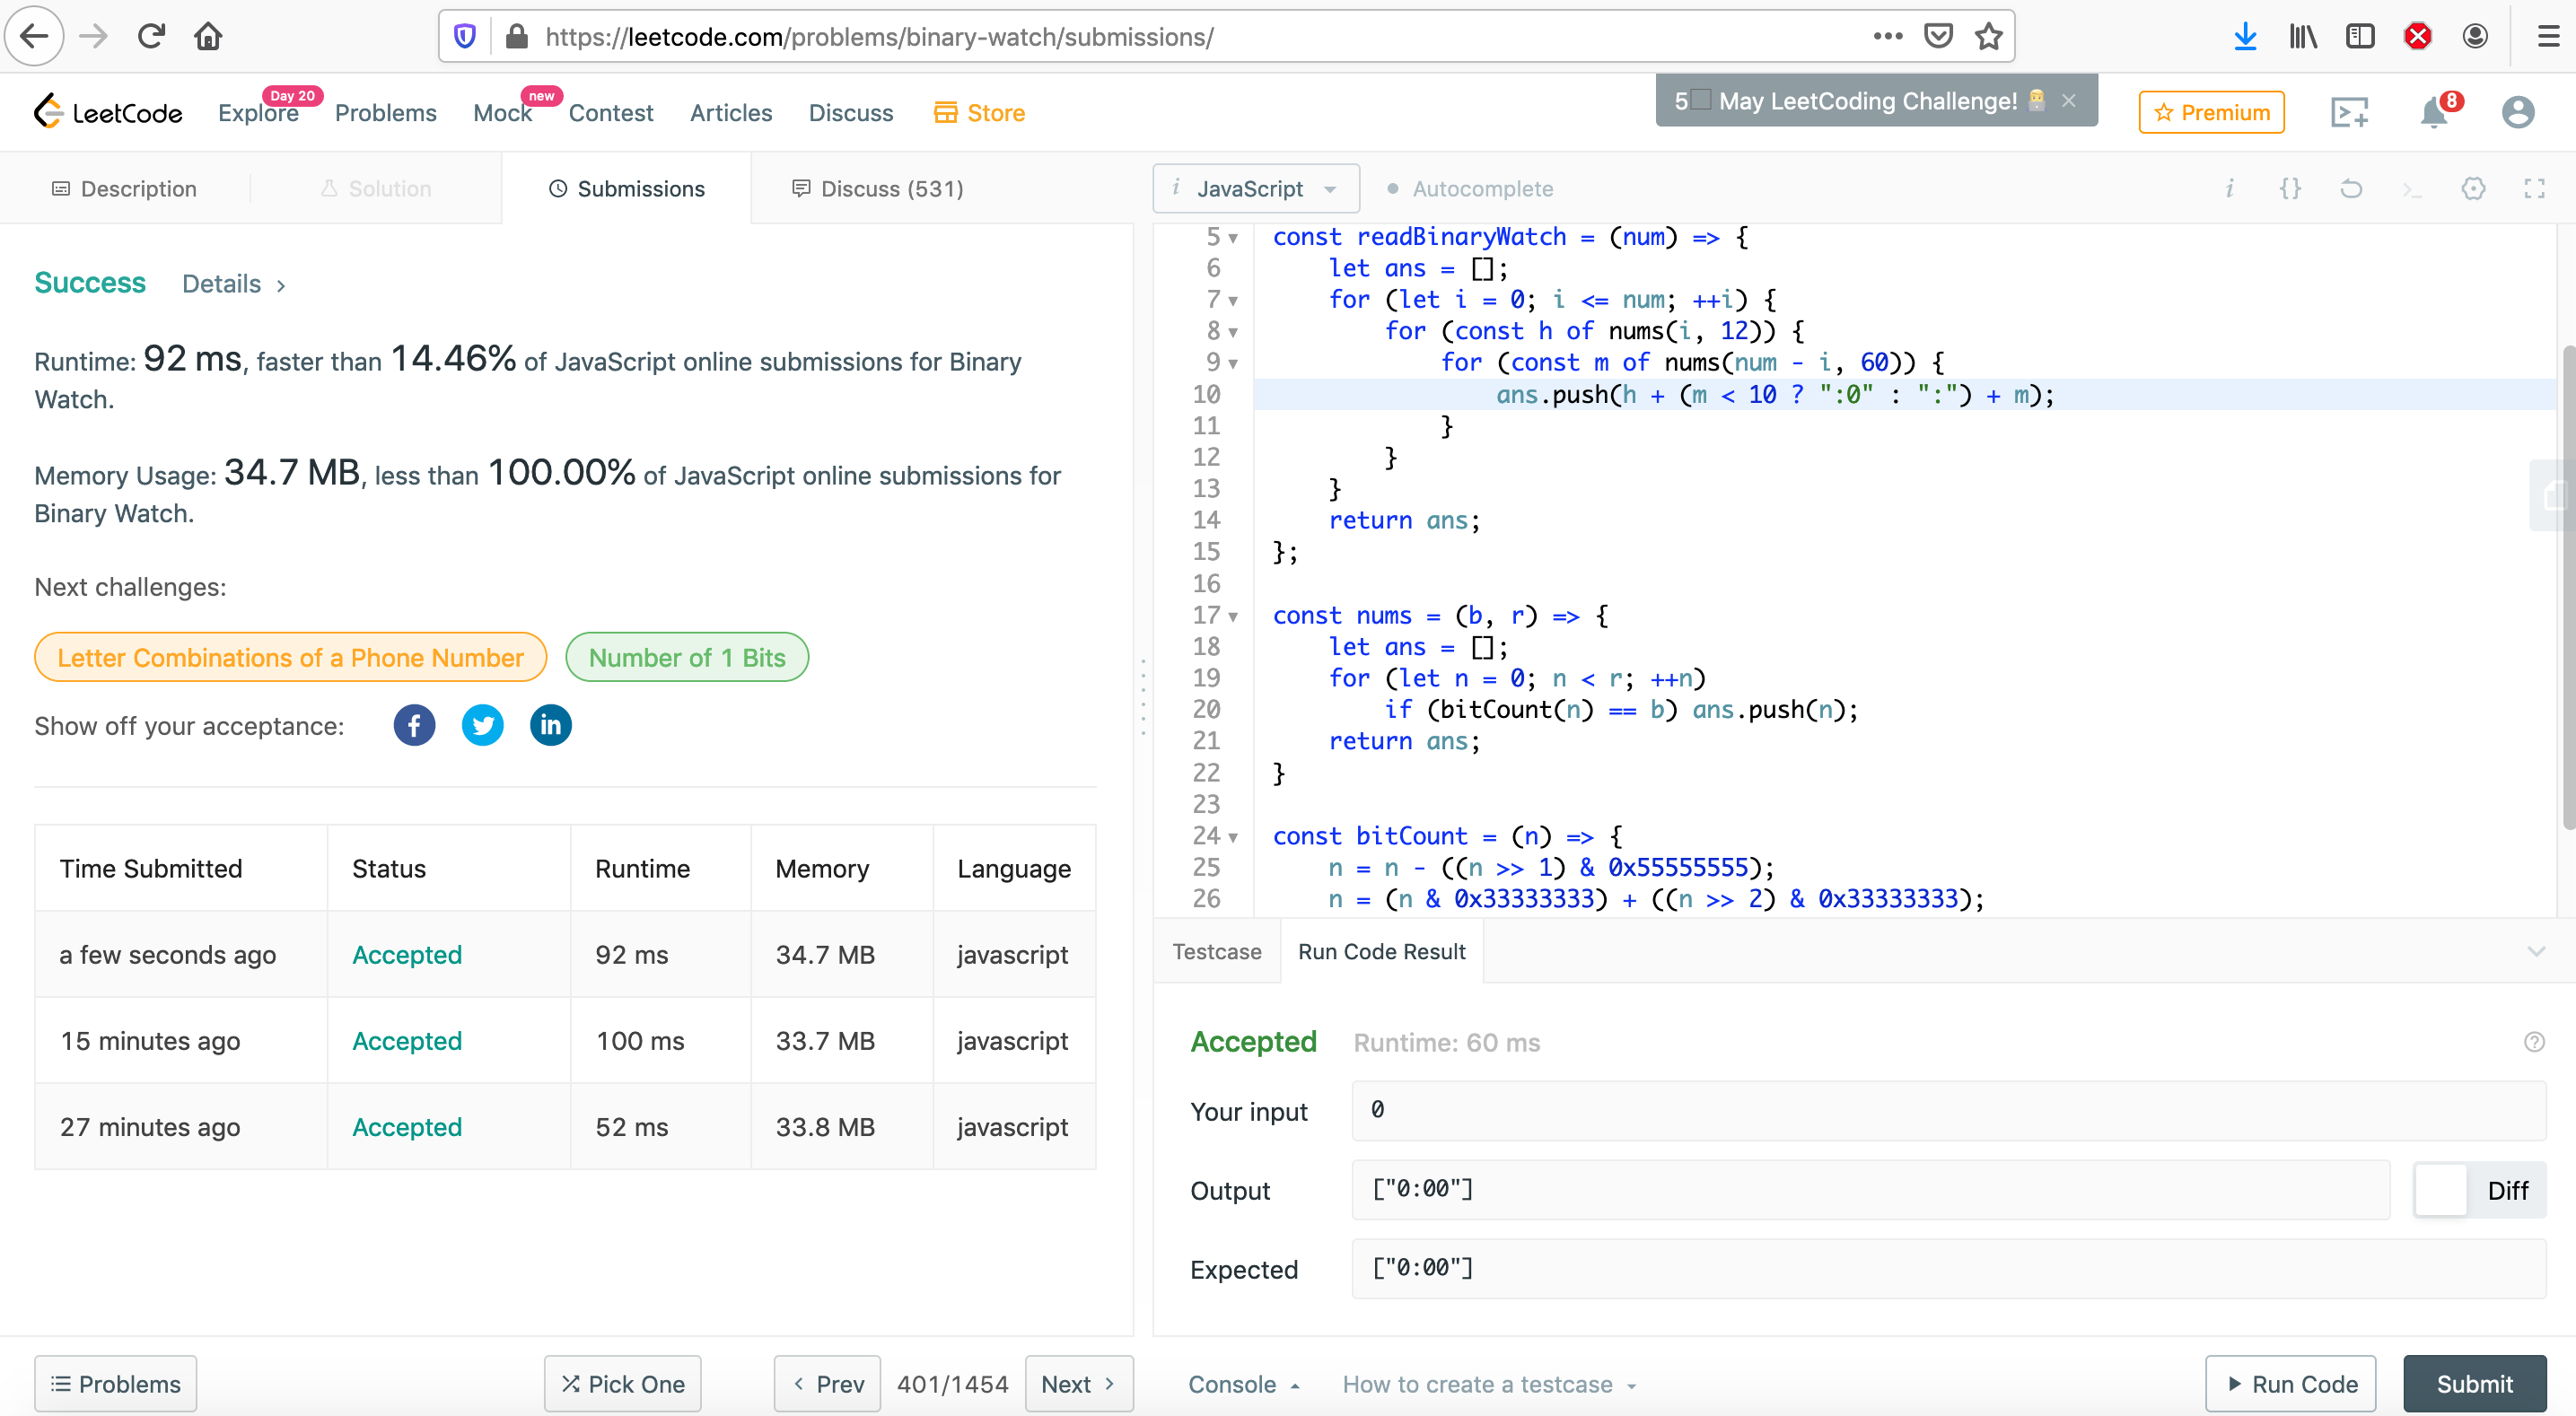 https://leetcode.com/problems/binary-watch/submissions/
LeetCode
Explore
Day 20
Problems
Mock
new
Contest
Articles
Discuss
Store
5 May LeetCoding Challenge!
Premium
8
Description
Solution
Submissions
Discuss (531)
i JavaScript
Autocomplete
Success Details
Runtime: 92 ms, faster than 14.46% of JavaScript online submissions for Binary
Watch.
Memory Usage: 34.7 MB, less than 100.00% of JavaScript online submissions for
Binary Watch.
Next challenges:
Letter Combinations of a Phone Number
Number of 1 Bits
Show off your acceptance:
Time Submitted Status Runtime Memory Language
a few seconds ago Accepted 92 ms 34.7 MB javascript
15 minutes ago Accepted 100 ms 33.7 MB javascript
27 minutes ago Accepted 52 ms 33.8 MB javascript
5 const readBinaryWatch = (num) => {
6 let ans = [];
7 for (let i = 0; i <= num; ++i) {
8 for (const h of nums(i, 12)) {
9 for (const m of nums(num - i, 60)) {
10 ans.push(h + (m < 10 ? ":0" : ":") + m);
11 }
12 }
13 }
14 return ans;
15 };
16
17 const nums = (b, r) => {
18 let ans = [];
19 for (let n = 0; n < r; ++n)
20 if (bitCount(n) == b) ans.push(n);
21 return ans;
22 }
23
24 const bitCount = (n) => {
25 n = n - ((n >> 1) & 0x55555555);
26 n = (n & 0x33333333) + ((n >> 2) & 0x33333333);
Testcase
Run Code Result
Accepted Runtime: 60 ms
Your input 0
Output ["0:00"]
Diff
Expected ["0:00"]
Problems
Pick One
Prev
401/1454
Next
Console
How to create a testcase
Run Code
Submit